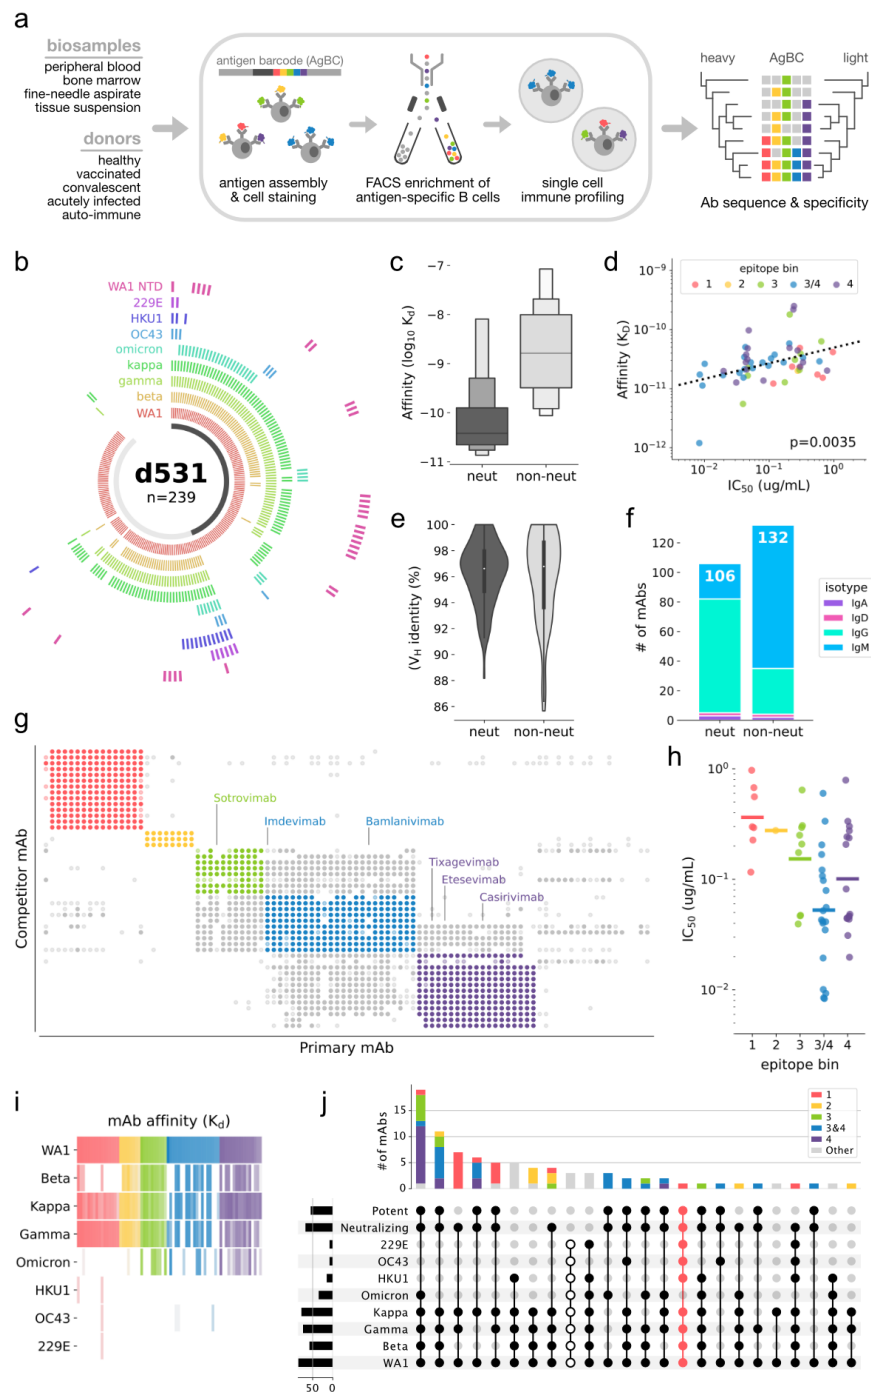 a
biosamples
peripheral blood
bone marrow
fine-needle aspirate
tissue suspension
donors
healthy
vaccinated
convalescent
acutely infected
auto-immune
antigen barcode (AgBC)
antigen assembly
& cell staining
FACS enrichment of
antigen-specific B cells
single cell
immune profiling
heavy
AgBC
light
Ab sequence & specificity
b
WA1 NTD
229E
HKU1
OC43
omicron
kappa
gamma
beta
WA1
d531
n=239
c
Affinity (log10 Kd)
−7
−8
−9
−10
−11
neut
non-neut
d
Affinity (KD)
10−9
10−10
10−11
10−12
epitope bin
1
2
3
3/4
4
p=0.0035
10−2
10−1
100
IC50 (ug/mL)
e
(VH identity (%)
100
98
96
94
92
90
88
86
neut
non-neut
f
# of mAbs
120
100
80
60
40
20
0
106
132
isotype
IgA
IgD
IgG
IgM
neut
non-neut
g
Competitor mAb
Sotrovimab
Imdevimab
Bamlanivimab
Tixagevimab
Etesevimab
Casirivimab
Primary mAb
h
IC50 (ug/mL)
100
10−1
10−2
1
2
3
3/4
4
epitope bin
i
mAb affinity (Kd)
WA1
Beta
Kappa
Gamma
Omicron
HKU1
OC43
229E
j
#of mAbs
15
10
5
0
1
2
3
3&4
4
Other
Potent
Neutralizing
229E
OC43
HKU1
Omicron
Kappa
Gamma
Beta
WA1
50
0